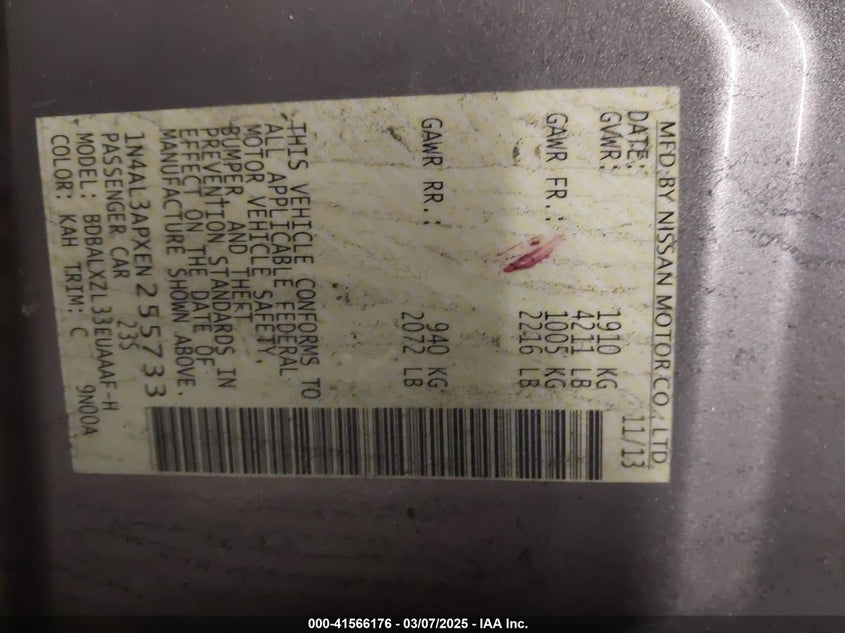 MFD BY NISSAN MOTOR CO., LTD
DATE: 11/13
GVWR: 1910 KG
4211 LB
GAWR FR.: 1005 KG
2216 LB
GAWR RR.: 940 KG
2072 LB
THIS VEHICLE CONFORMS TO
ALL APPLICABLE FEDERAL
MOTOR VEHICLE SAFETY,
BUMPER, AND THEFT
PREVENTION STANDARDS IN
EFFECT ON THE DATE OF
MANUFACTURE SHOWN ABOVE.
1N4AL3APXEN255733
PASSENGER CAR 235
MODEL: BDBALXZL33EUAAAF-H
COLOR: KAH TRIM: C 9N00A
000-41566176 - 03/07/2025 - IAA Inc.